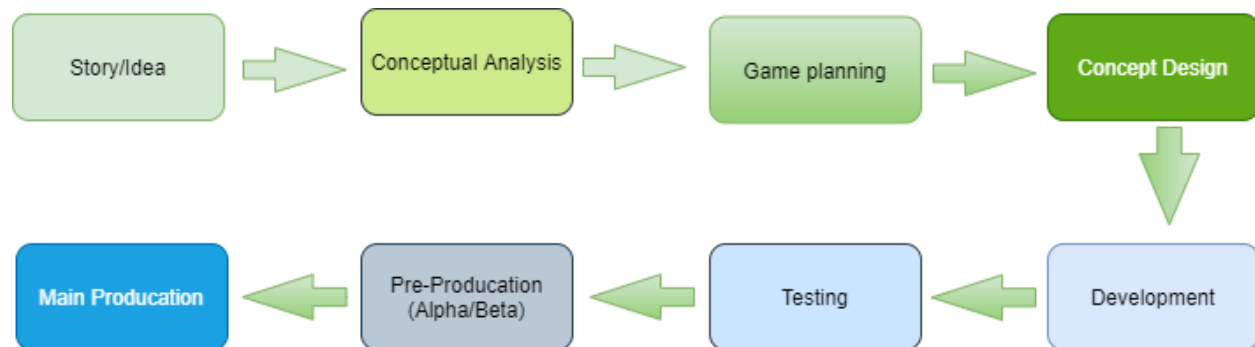 Story/Idea
Conceptual Analysis
Game planning
Concept Design
Development
Testing
Pre-Producation
(Alpha/Beta)
Main Producation